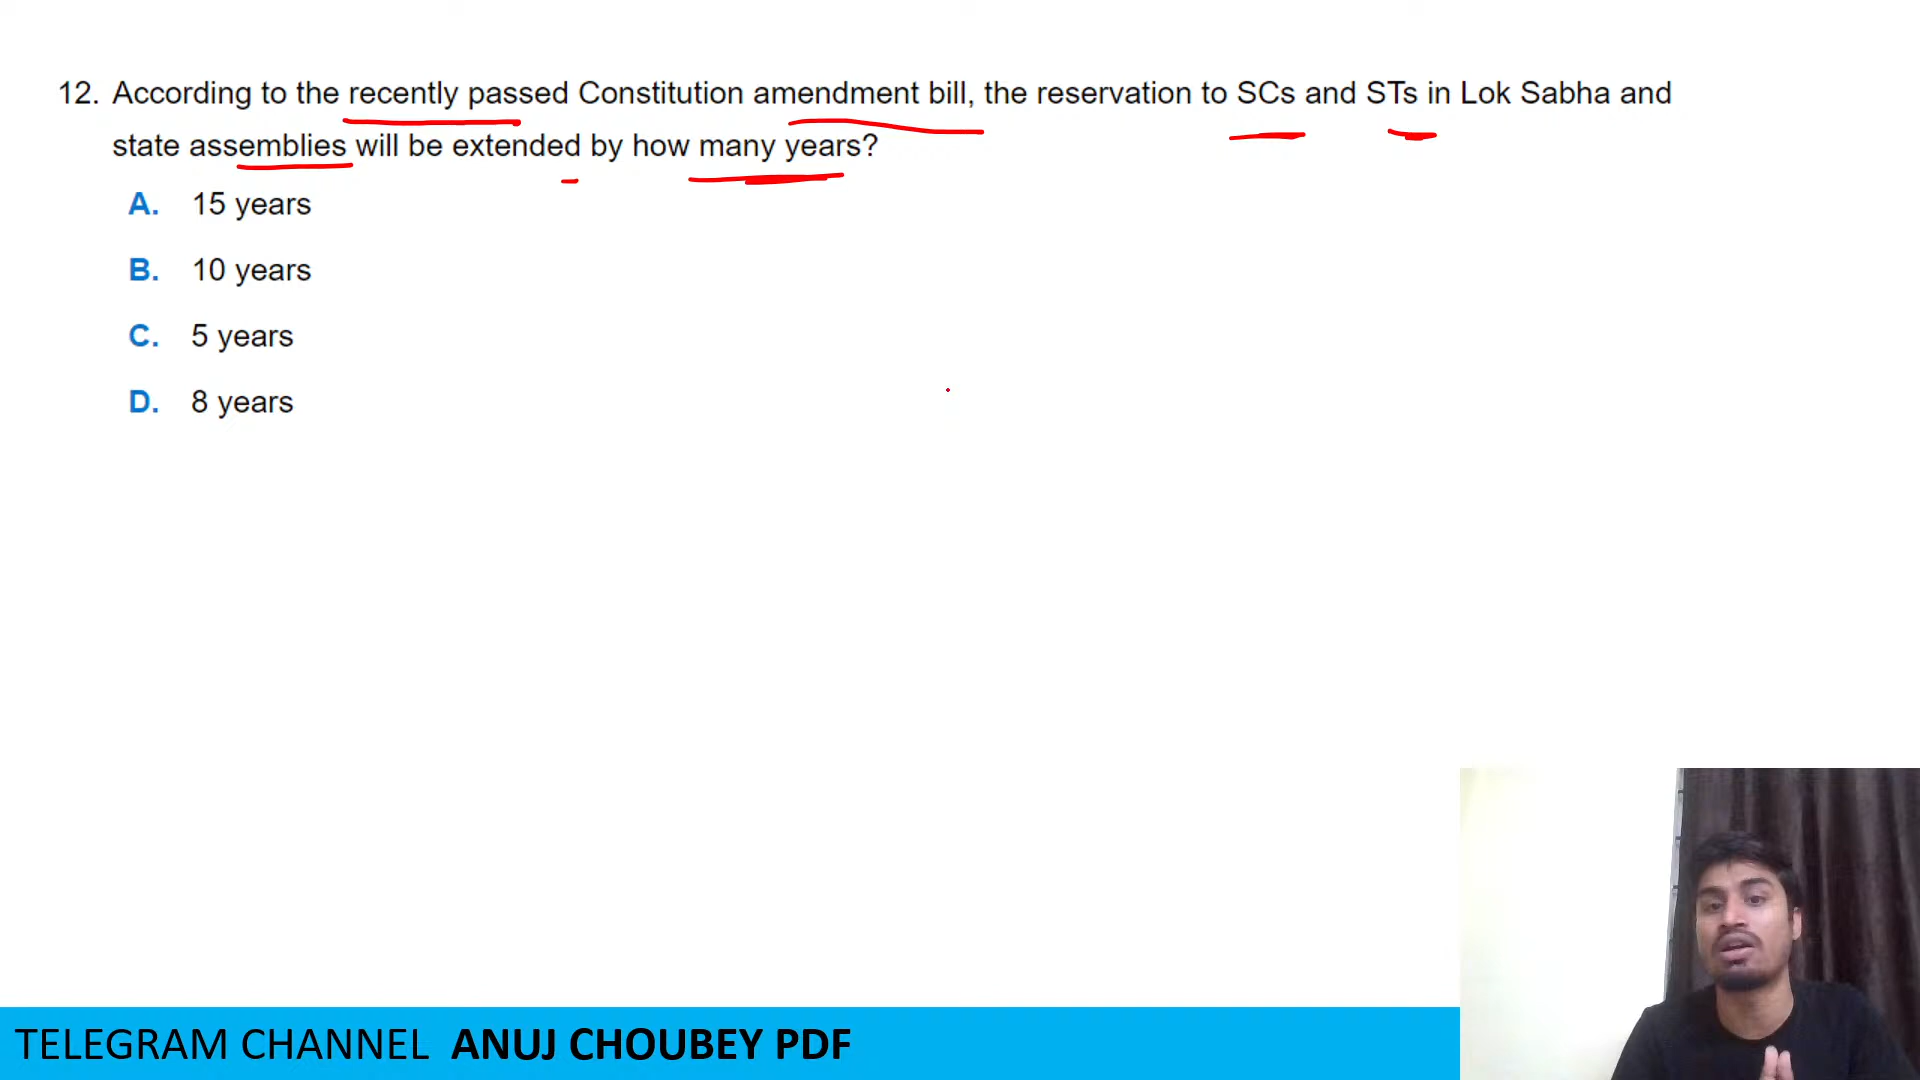 12. According to the recently passed Constitution amendment bill, the reservation to SCs and STs in Lok Sabha and
state assemblies will be extended by how many years?
A. 15 years
B. 10 years
C. 5 years
D. 8 years
TELEGRAM CHANNEL ANUJ CHOUBEY PDF